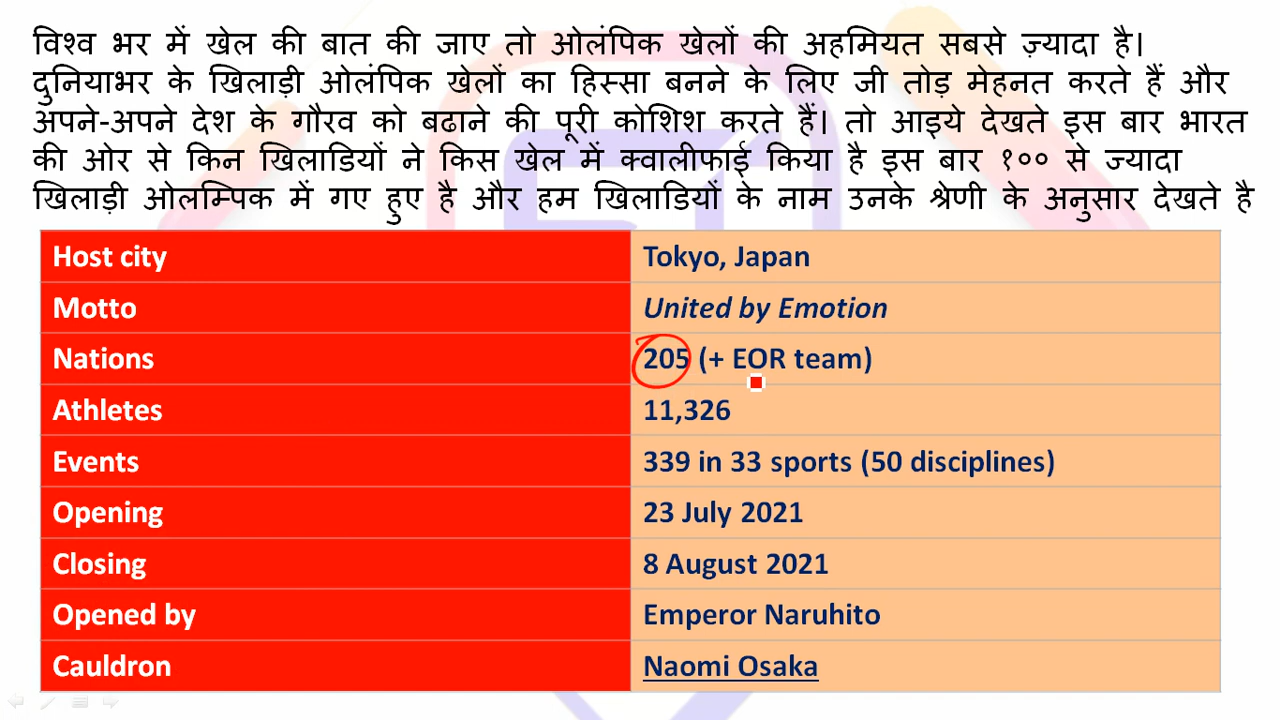 विश्व भर में खेल की बात की जाए तो ओलंपिक खेलों की अहमियत सबसे ज़्यादा है।
दुनियाभर के खिलाड़ी ओलंपिक खेलों का हिस्सा बनने के लिए जी तोड़ मेहनत करते हैं और
अपने-अपने देश के गौरव को बढाने की पूरी कोशिश करते हैं। तो आइये देखते इस बार भारत
की ओर से किन खिलाडियों ने किस खेल में क्वालीफाई किया है इस बार १०० से ज्यादा
खिलाड़ी ओलम्पिक में गए हुए है और हम खिलाडियों के नाम उनके श्रेणी के अनुसार देखते है
Host city Tokyo, Japan
Motto United by Emotion
Nations 205 (+ EOR team)
Athletes 11,326
Events 339 in 33 sports (50 disciplines)
Opening 23 July 2021
Closing 8 August 2021
Opened by Emperor Naruhito
Cauldron Naomi Osaka